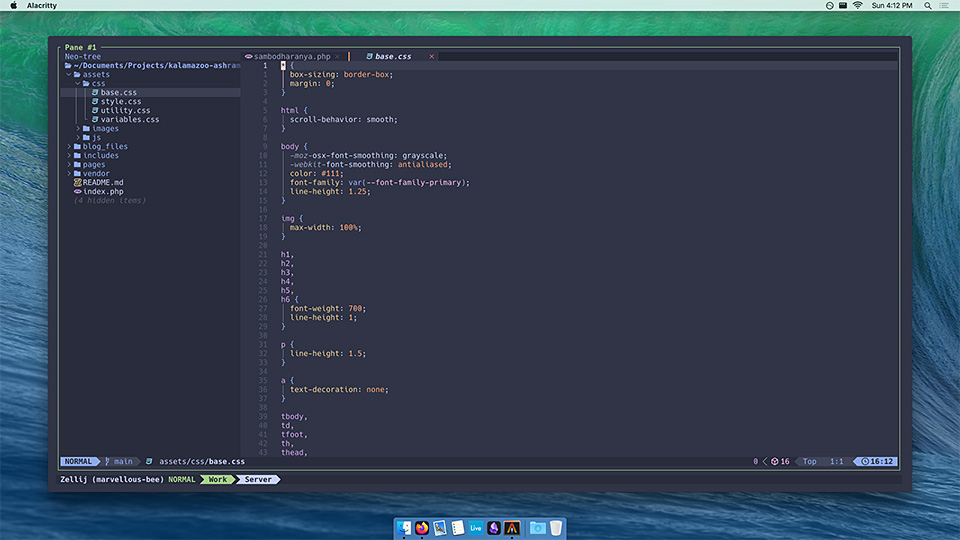 Alacritty
Sun 4:12 PM
Pane #1
Neo-tree
~/Documents/Projects/kalamazoo-ashram
assets
css
base.css
style.css
utility.css
variables.css
images
js
blog_files
includes
pages
vendor
README.md
index.php
(4 hidden items)
sambodharanya.php ×
base.css ×
1 * {
1 box-sizing: border-box;
2 margin: 0;
3 }
4
5 html {
6 scroll-behavior: smooth;
7 }
8
9 body {
10 -moz-osx-font-smoothing: grayscale;
11 -webkit-font-smoothing: antialiased;
12 color: #111;
13 font-family: var(--font-family-primary);
14 line-height: 1.25;
15 }
16
17 img {
18 max-width: 100%;
19 }
20
21 h1,
22 h2,
23 h3,
24 h4,
25 h5,
26 h6 {
27 font-weight: 700;
28 line-height: 1;
29 }
30
31 p {
32 line-height: 1.5;
33 }
34
35 a {
36 text-decoration: none;
37 }
38
39 tbody,
40 td,
41 tfoot,
42 th,
43 thead,
NORMAL main assets/css/base.css 0 16 Top 1:1 16:12
Zellij (marvellous-bee) NORMAL Work Server
Live